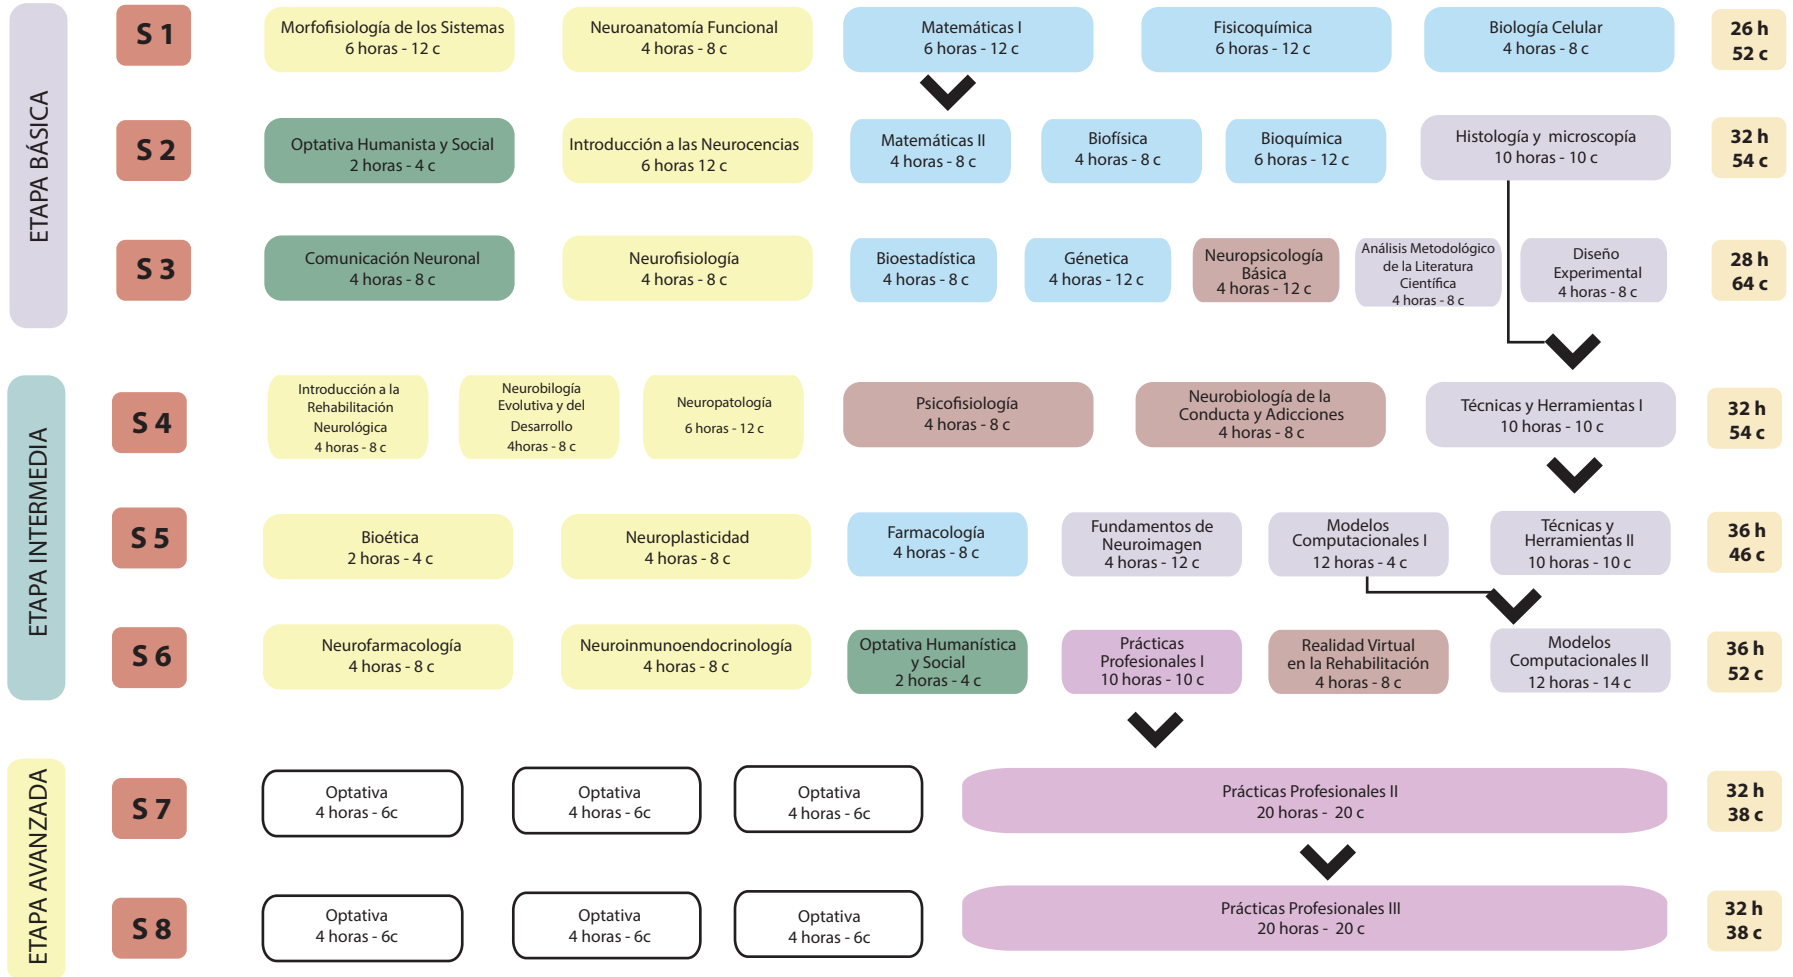 ETAPA BÁSICA
S 1
Morfofisiología de los Sistemas
6 horas - 12 c
Neuroanatomía Funcional
4 horas - 8 c
Matemáticas I
6 horas - 12 c
Fisicoquímica
6 horas - 12 c
Biología Celular
4 horas - 8 c
26 h
52 c
S 2
Optativa Humanista y Social
2 horas - 4 c
Introducción a las Neurocencias
6 horas 12 c
Matemáticas II
4 horas - 8 c
Biofísica
4 horas - 8 c
Bioquímica
6 horas - 12 c
Histología y microscopía
10 horas - 10 c
32 h
54 c
S 3
Comunicación Neuronal
4 horas - 8 c
Neurofisiología
4 horas - 8 c
Bioestadística
4 horas - 8 c
Génetica
4 horas - 12 c
Neuropsicología
Básica
4 horas - 12 c
Análisis Metodológico
de la Literatura
Científica
4 horas - 8 c
Diseño
Experimental
4 horas - 8 c
28 h
64 c
ETAPA INTERMEDIA
S 4
Introducción a la
Rehabilitación
Neurológica
4 horas - 8 c
Neurobilogía
Evolutiva y del
Desarrollo
4horas - 8 c
Neuropatología
6 horas - 12 c
Psicofisiología
4 horas - 8 c
Neurobiología de la
Conducta y Adicciones
4 horas - 8 c
Técnicas y Herramientas I
10 horas - 10 c
32 h
54 c
S 5
Bioética
2 horas - 4 c
Neuroplasticidad
4 horas - 8 c
Farmacología
4 horas - 8 c
Fundamentos de
Neuroimagen
4 horas - 12 c
Modelos
Computacionales I
12 horas - 4 c
Técnicas y
Herramientas II
10 horas - 10 c
36 h
46 c
S 6
Neurofarmacología
4 horas - 8 c
Neuroinmunoendocrinología
4 horas - 8 c
Optativa Humanística
y Social
2 horas - 4 c
Prácticas
Profesionales I
10 horas - 10 c
Realidad Virtual
en la Rehabilitación
4 horas - 8 c
Modelos
Computacionales II
12 horas - 14 c
36 h
52 c
ETAPA AVANZADA
S 7
Optativa
4 horas - 6c
Optativa
4 horas - 6c
Optativa
4 horas - 6c
Prácticas Profesionales II
20 horas - 20 c
32 h
38 c
S 8
Optativa
4 horas - 6c
Optativa
4 horas - 6c
Optativa
4 horas - 6c
Prácticas Profesionales III
20 horas - 20 c
32 h
38 c